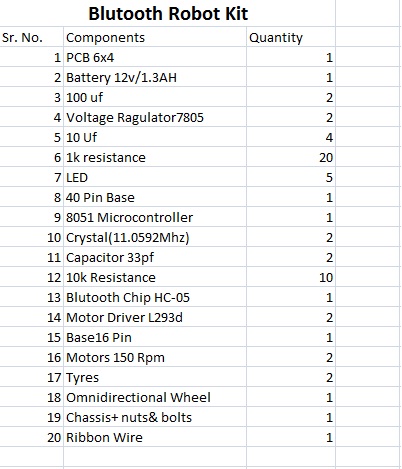 Blutooth Robot Kit
Sr. No. Components Quantity
1 PCB 6x4 1
2 Battery 12v/1.3AH 1
3 100 uf 2
4 Voltage Ragulator7805 2
5 10 Uf 4
6 1k resistance 20
7 LED 5
8 40 Pin Base 1
9 8051 Microcontroller 1
10 Crystal(11.0592Mhz) 2
11 Capacitor 33pf 2
12 10k Resistance 10
13 Blutooth Chip HC-05 1
14 Motor Driver L293d 2
15 Base16 Pin 1
16 Motors 150 Rpm 2
17 Tyres 2
18 Omnidirectional Wheel 1
19 Chassis+ nuts& bolts 1
20 Ribbon Wire 1